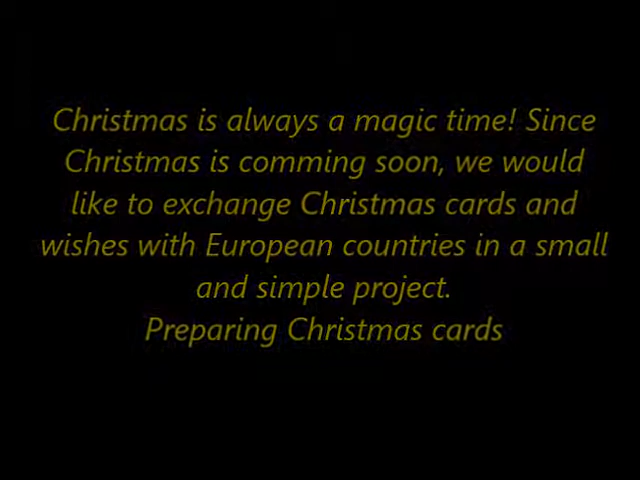 Christmas is always a magic time! Since
Christmas is comming soon, we would
like to exchange Christmas cards and
wishes with European countries in a small
and simple project.
Preparing Christmas cards